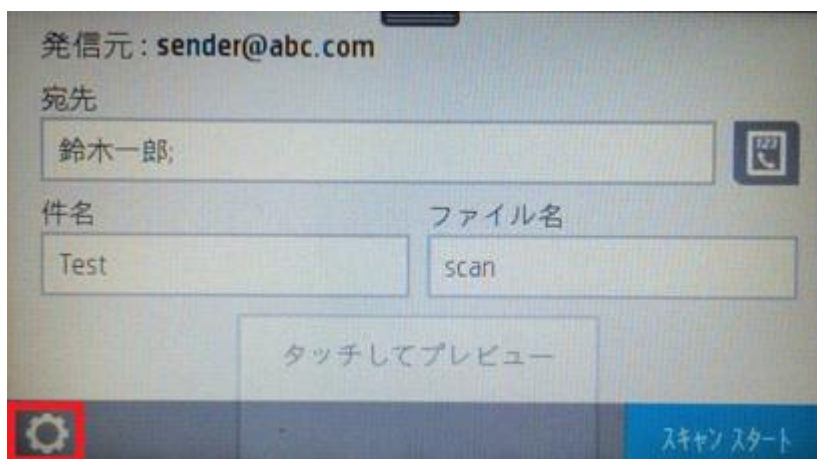 発信元 : sender@abc.com
宛先
鈴木一郎;
件名
ファイル名
Test
scan
タッチしてプレビュー
スキャン スタート